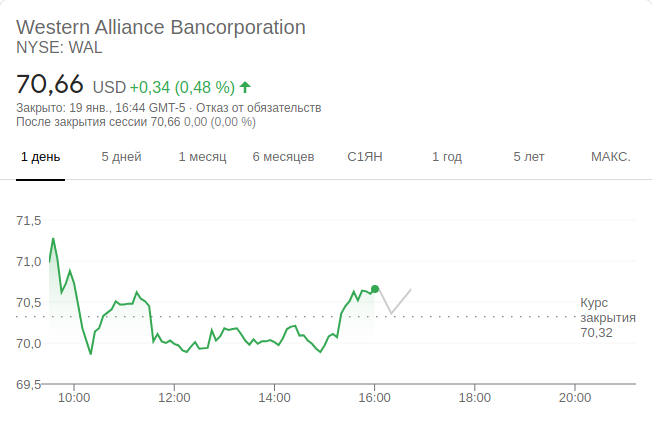 Western Alliance Bancorporation
NYSE: WAL
70,66 USD +0,34 (0,48 %)
Закрыто: 19 янв., 16:44 GMT-5 · Отказ от обязательств
После закрытия сессии 70,66 0,00 (0,00 %)
1 день 5 дней 1 месяц 6 месяцев С1ЯН 1 год 5 лет МАКС.
71,5
71,0
70,5
70,0
69,5
Курс
закрытия
70,32
10:00 12:00 14:00 16:00 18:00 20:00